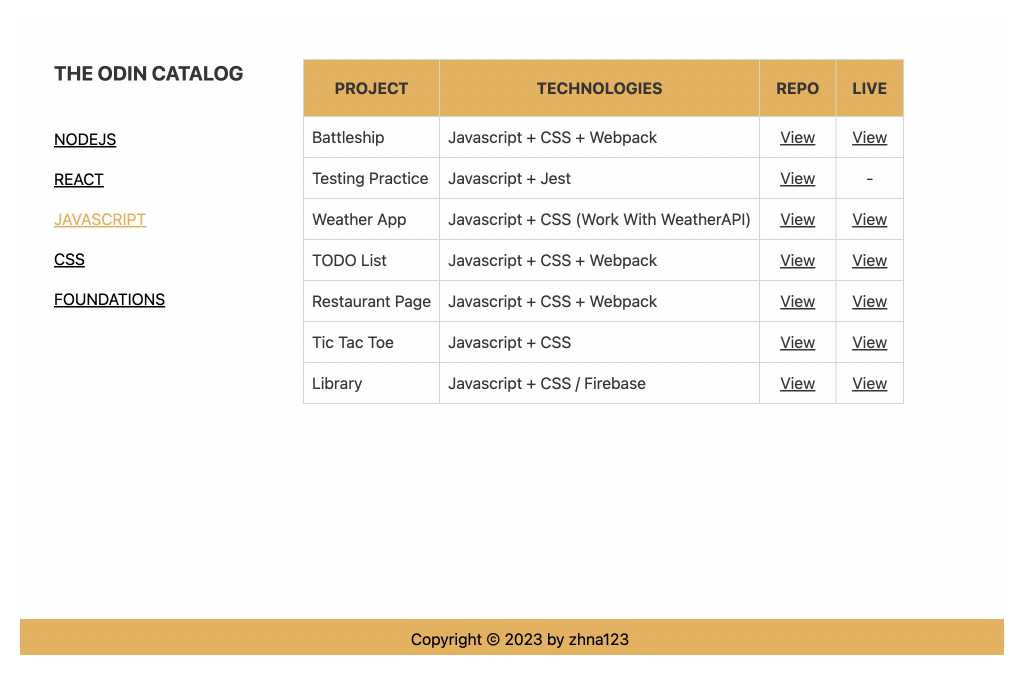 THE ODIN CATALOG
NODEJS
REACT
JAVASCRIPT
CSS
FOUNDATIONS
PROJECT TECHNOLOGIES REPO LIVE
Battleship Javascript + CSS + Webpack View View
Testing Practice Javascript + Jest View -
Weather App Javascript + CSS (Work With WeatherAPI) View View
TODO List Javascript + CSS + Webpack View View
Restaurant Page Javascript + CSS + Webpack View View
Tic Tac Toe Javascript + CSS View View
Library Javascript + CSS / Firebase View View
Copyright © 2023 by zhna123